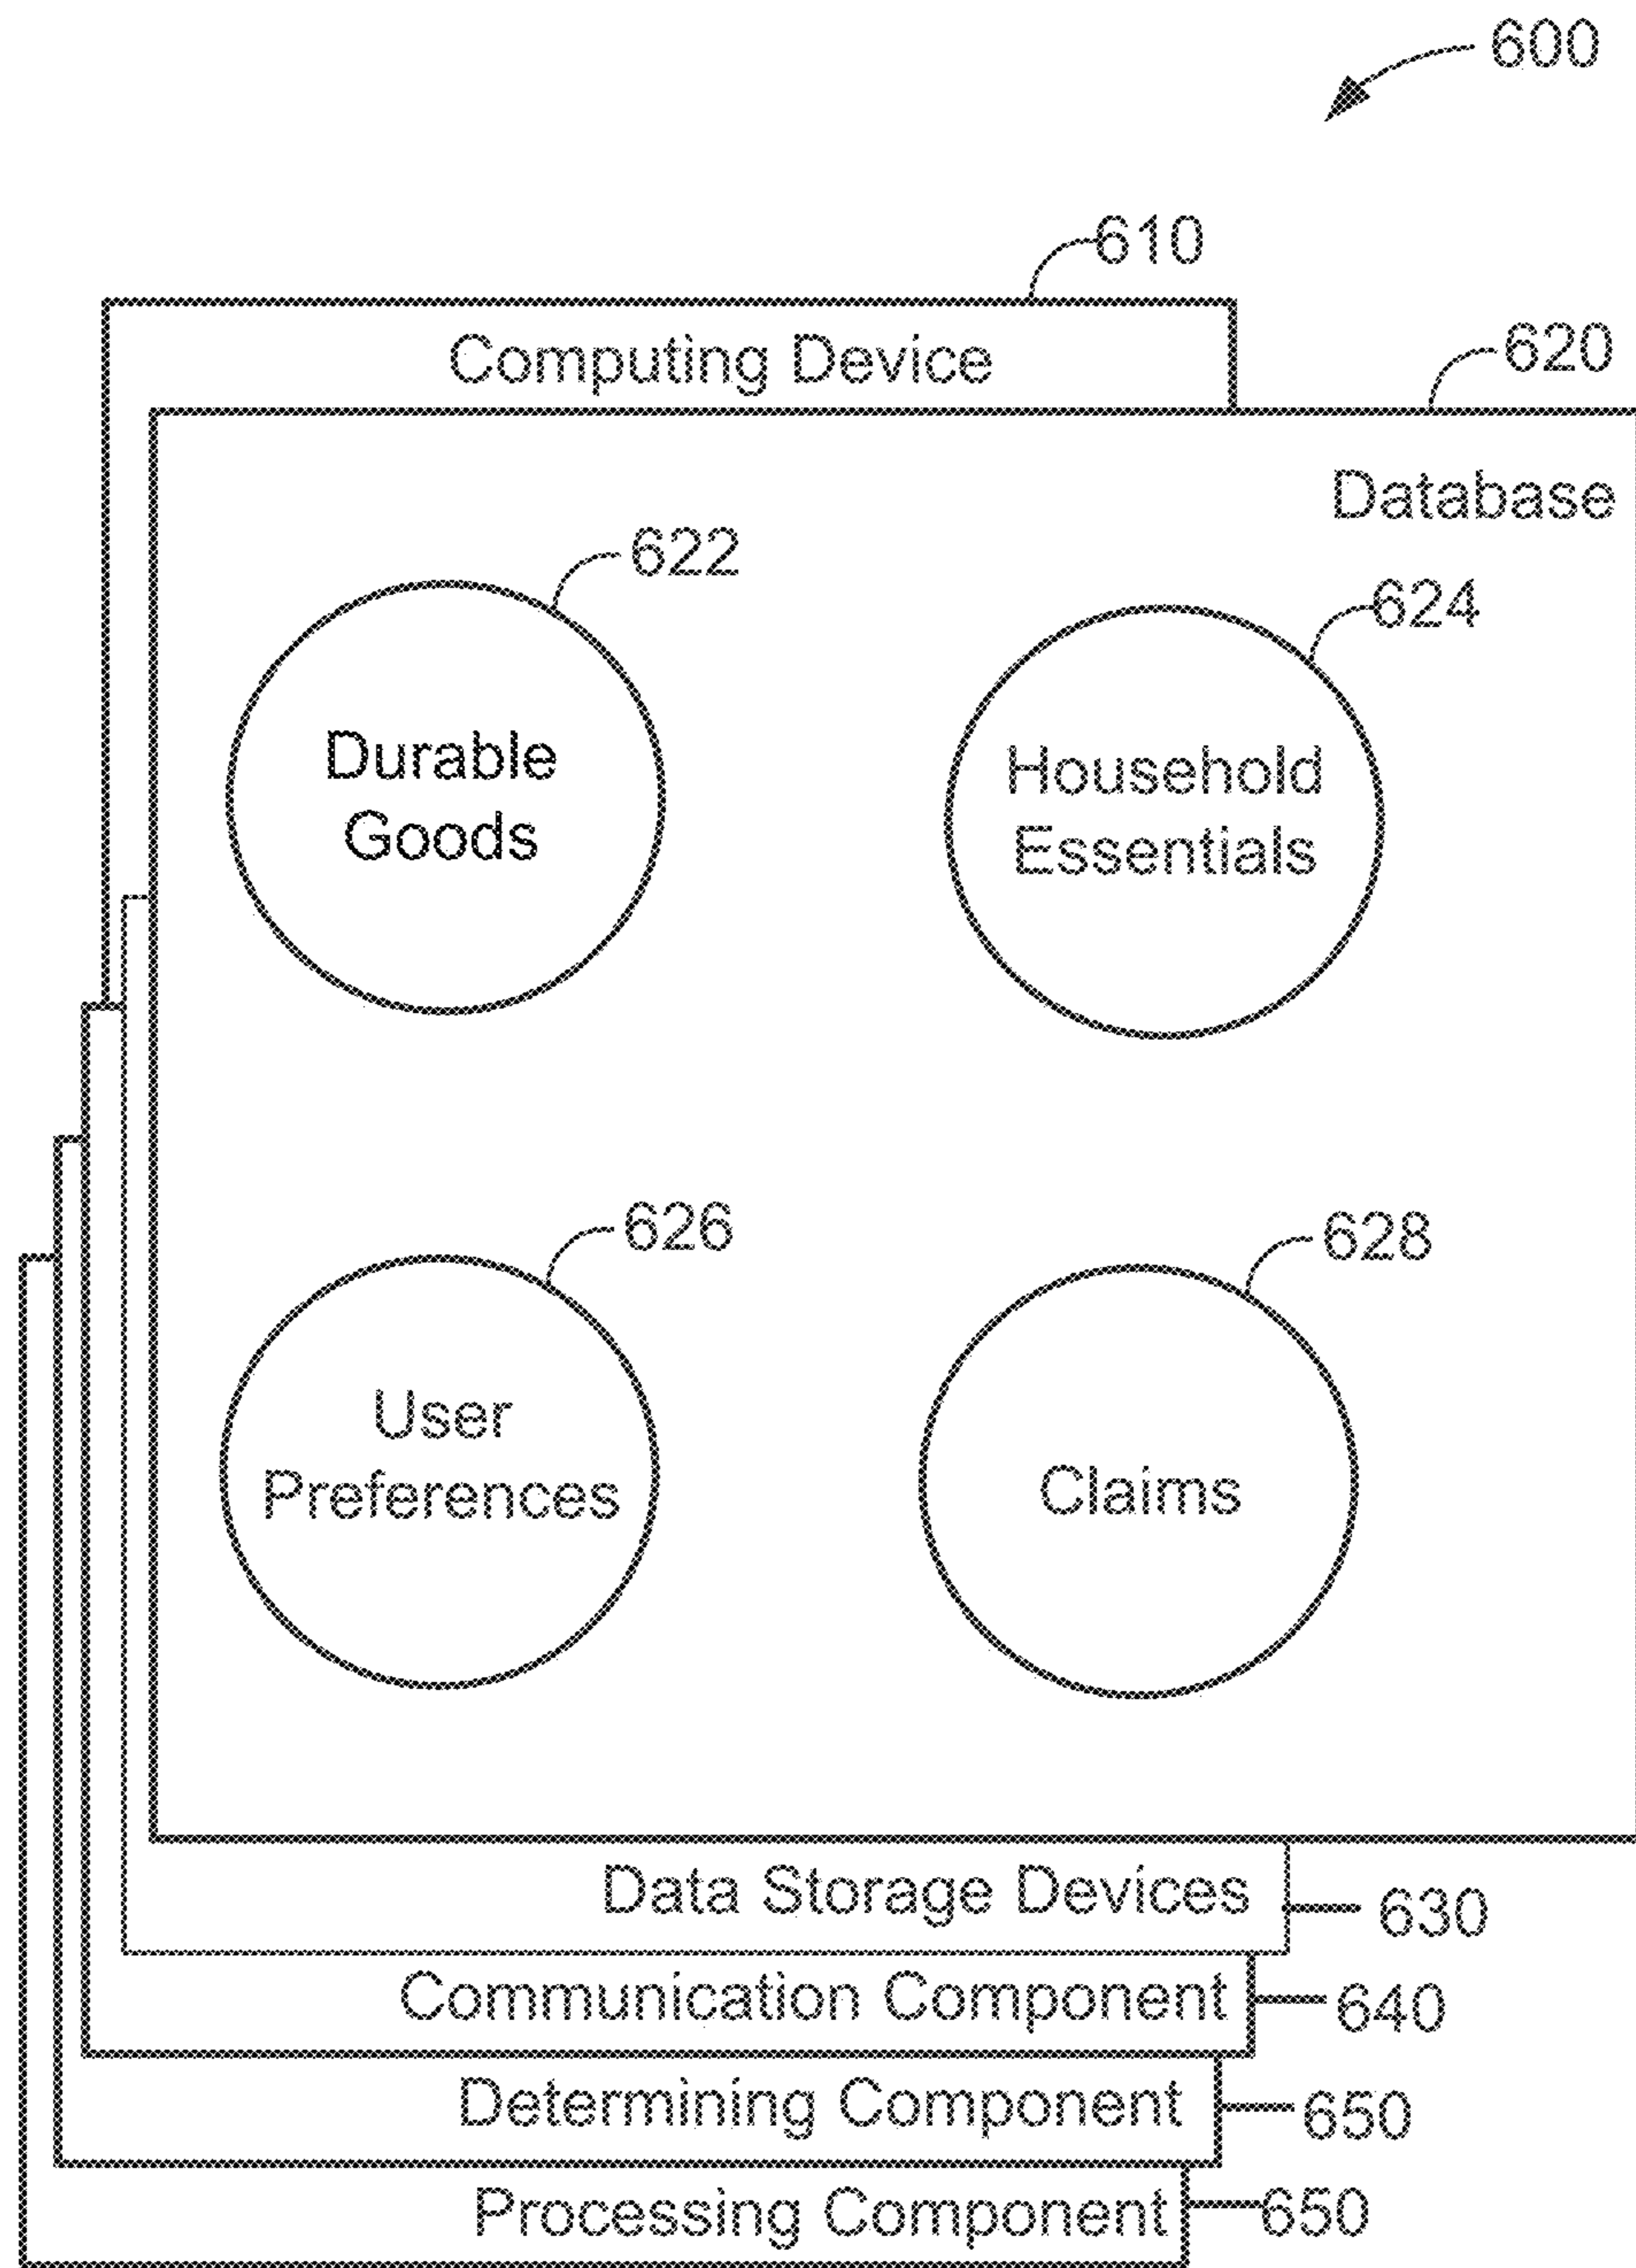 600
610
Computing Device
620
Database
622
624
Durable
Goods
Household
Essentials
626
628
User
Preferences
Claims
Data Storage Devices
630
Communication Component
640
Determining Component
650
Processing Component
650